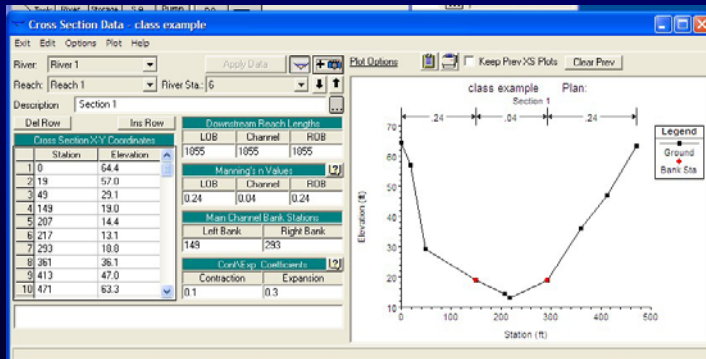 Tools River Storage S.A. Pump
Cross Section Data - class example
Exit Edit Options Plot Help
River: River 1 Apply Data
Reach: Reach 1 River Sta.: 6
Description Section 1 ...
Del Row Ins Row
Cross Section X-Y Coordinates
Station Elevation
1 0 64.4
2 19 57.0
3 49 29.1
4 149 19.0
5 207 14.4
6 217 13.1
7 293 18.8
8 361 36.1
9 413 47.0
10 471 63.3
Downstream Reach Lengths
LOB Channel ROB
1055 1055 1055
Manning's n Values ?
LOB Channel ROB
0.24 0.04 0.24
Main Channel Bank Stations
Left Bank Right Bank
149 293
Cont\Exp Coefficients ?
Contraction Expansion
0.1 0.3
Plot Options Keep Prev XS Plots Clear Prev
class example Plan:
Section 1
.24 .04 .24
Elevation (ft)
70
60
50
40
30
20
10
0 100 200 300 400 500
Station (ft)
Legend
Ground
Bank Sta